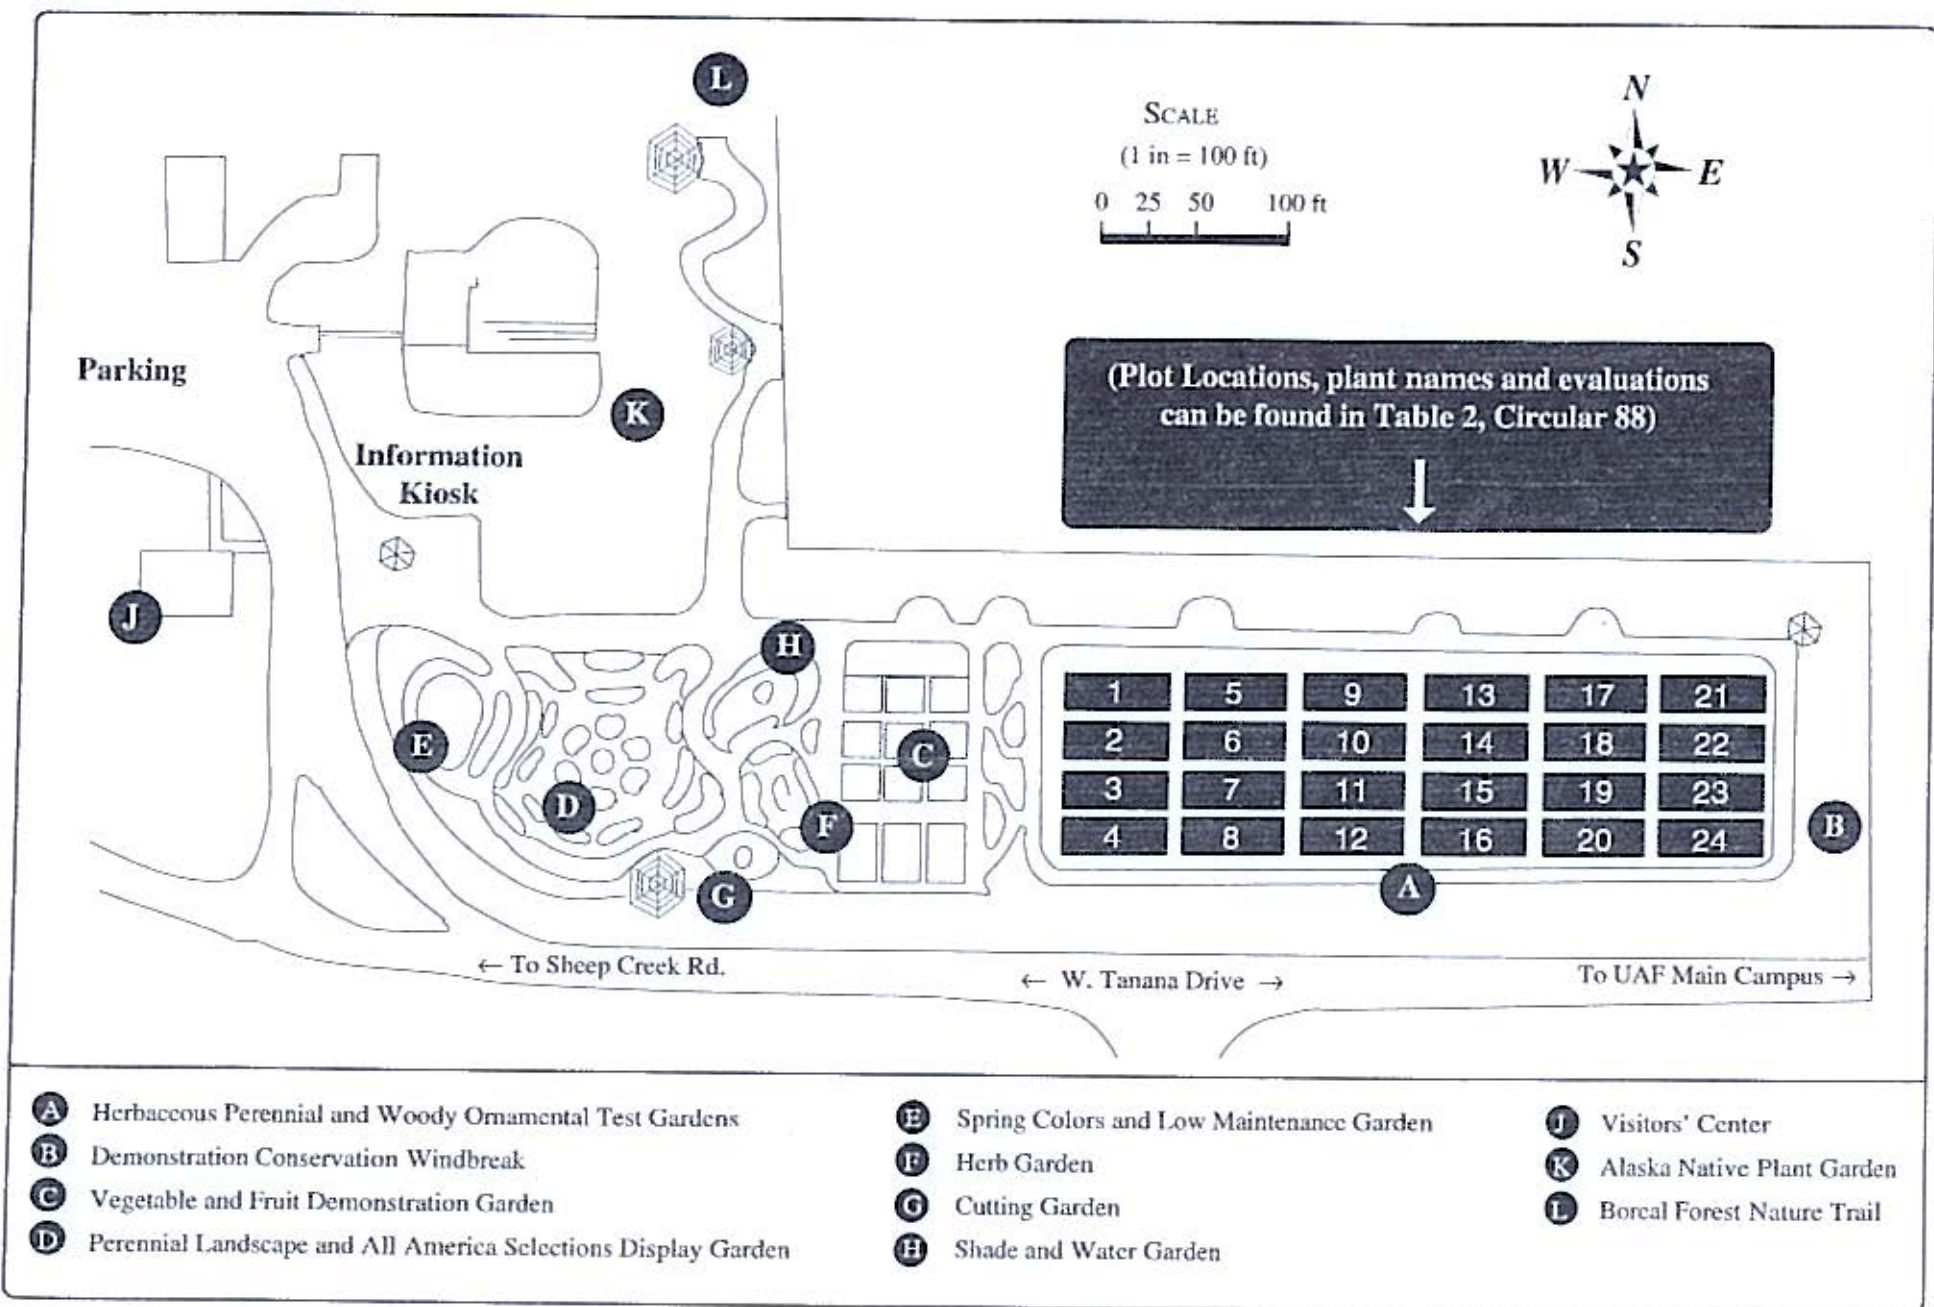 L
N
W E
S
SCALE
(1 in = 100 ft)
0 25 50 100 ft
Parking
(Plot Locations, plant names and evaluations
can be found in Table 2, Circular 88)
↓
K
Information
Kiosk
J
H
E
D
C
F
G
1 5 9 13 17 21
2 6 10 14 18 22
3 7 11 15 19 23
4 8 12 16 20 24
B
A
← To Sheep Creek Rd.
← W. Tanana Drive →
To UAF Main Campus →
A Herbaceous Perennial and Woody Ornamental Test Gardens
B Demonstration Conservation Windbreak
C Vegetable and Fruit Demonstration Garden
D Perennial Landscape and All America Selections Display Garden
E Spring Colors and Low Maintenance Garden
F Herb Garden
G Cutting Garden
H Shade and Water Garden
J Visitors' Center
K Alaska Native Plant Garden
L Boreal Forest Nature Trail